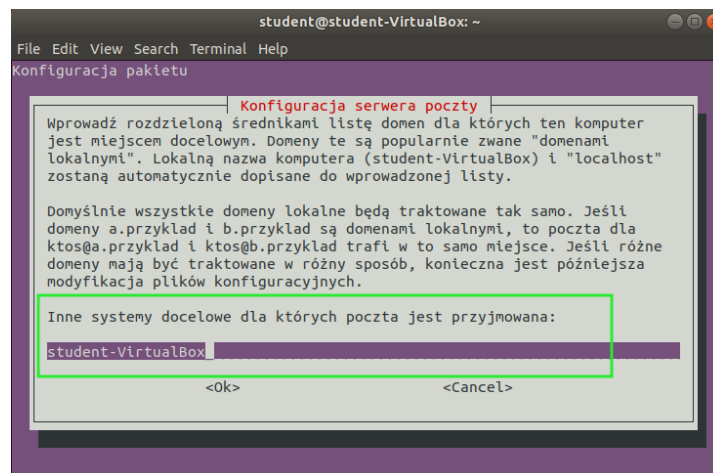 student@student-VirtualBox: ~
File Edit View Search Terminal Help
Konfiguracja pakietu
Konfiguracja serwera poczty
Wprowadź rozdzieloną średnikami listę domen dla których ten komputer
jest miejscem docelowym. Domeny te są popularnie zwane "domenami
lokalnymi". Lokalną nazwa komputera (student-VirtualBox) i "localhost"
zostaną automatycznie dopisane do wprowadzonej listy.
Domyślnie wszystkie domeny lokalne będą traktowane tak samo. Jeśli
domeny a.przyklad i b.przyklad są domenami lokalnymi, to poczta dla
ktos@a.przyklad i ktos@b.przyklad trafi w to samo miejsce. Jeśli różne
domeny mają być traktowane w różny sposób, konieczna jest późniejsza
modyfikacja plików konfiguracyjnych.
Inne systemy docelowe dla których poczta jest przyjmowana:
student-VirtualBox
<Ok> <Cancel>